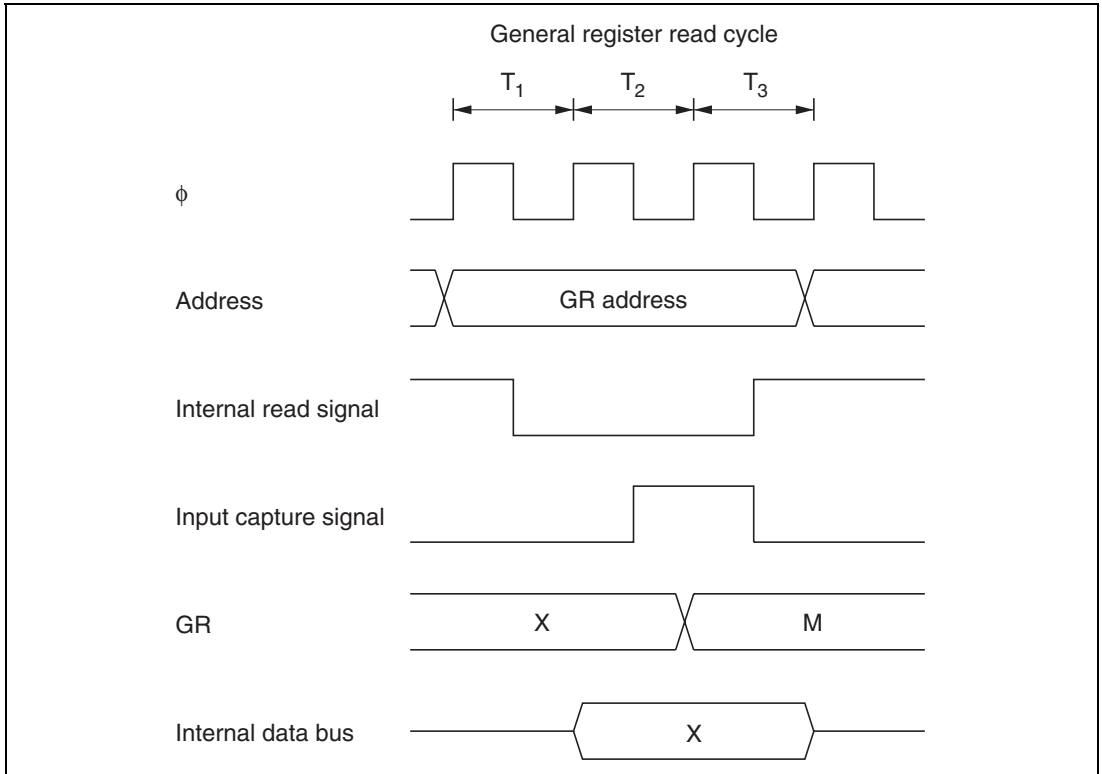 General register read cycle
T1 T2 T3
φ
Address GR address
Internal read signal
Input capture signal
GR X M
Internal data bus X